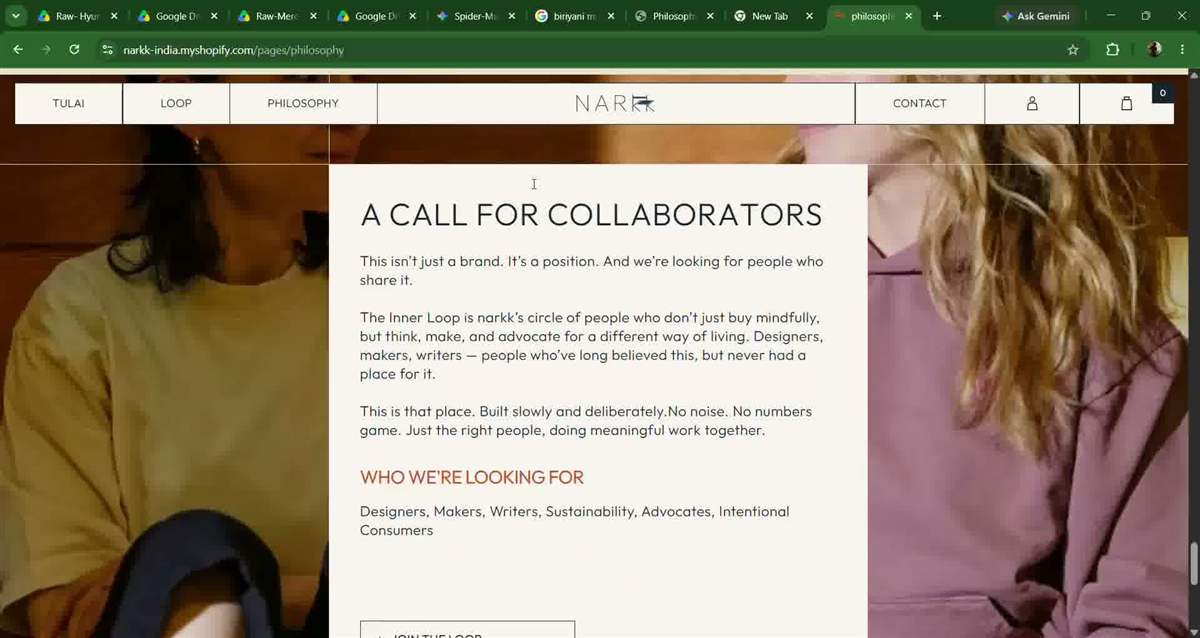 Raw- Hyun
Google Dr
Raw-Merc
Google Dr
Spider-Ma
biriyani m
Philosoph
New Tab
philosoph
Ask Gemini
narkk-india.myshopify.com/pages/philosophy
TULAI
LOOP
PHILOSOPHY
NARKK
CONTACT
0
A CALL FOR COLLABORATORS
This isn't just a brand. It's a position. And we're looking for people who
share it.
The Inner Loop is narkk's circle of people who don't just buy mindfully,
but think, make, and advocate for a different way of living. Designers,
makers, writers — people who've long believed this, but never had a
place for it.
This is that place. Built slowly and deliberately.No noise. No numbers
game. Just the right people, doing meaningful work together.
WHO WE'RE LOOKING FOR
Designers, Makers, Writers, Sustainability, Advocates, Intentional
Consumers
JOIN THE LOOP